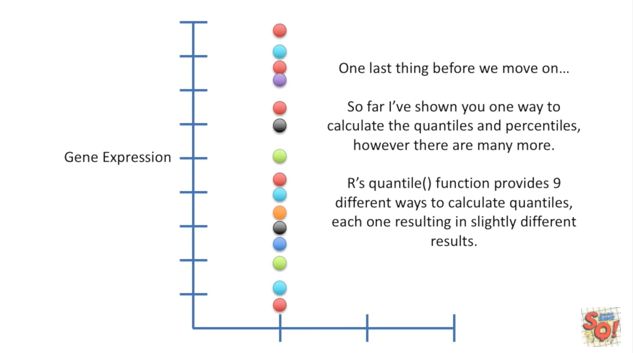 One last thing before we move on...
So far I've shown you one way to
calculate the quantiles and percentiles,
however there are many more.
Gene Expression
R's quantile() function provides 9
different ways to calculate quantiles,
each one resulting in slightly different
results.
SQ!